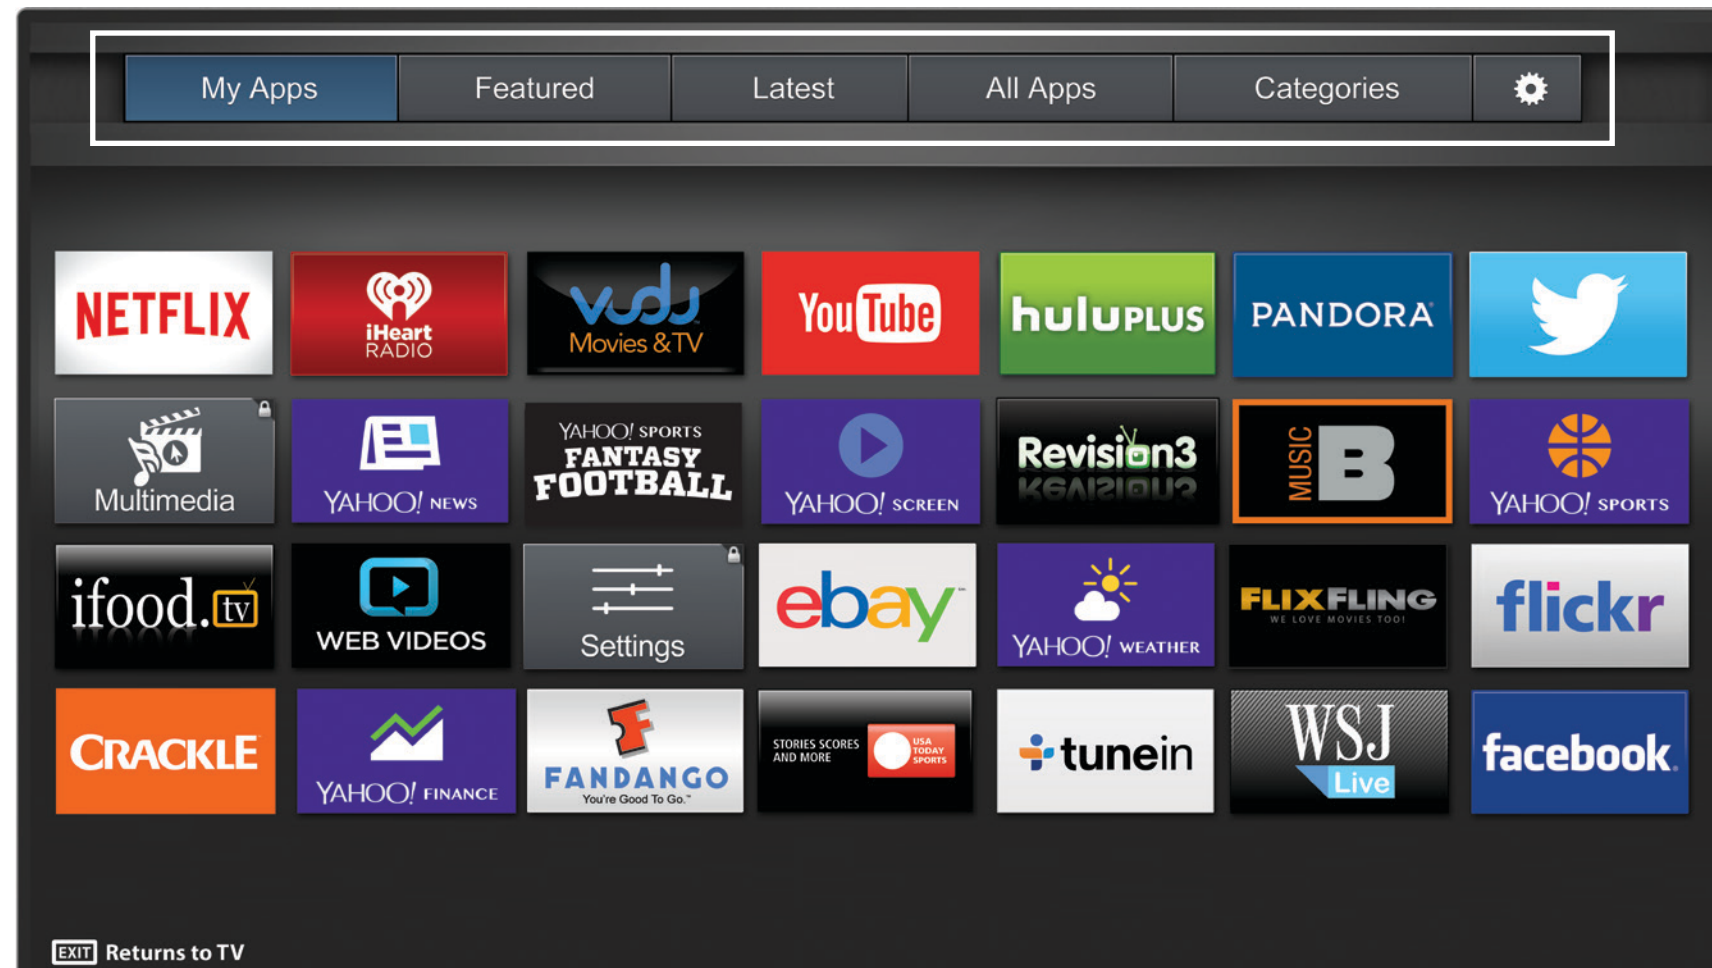 My Apps Featured Latest All Apps Categories
NETFLIX
iHeart
RADIO
vudu
Movies & TV
YouTube
huluPLUS
PANDORA
Multimedia
YAHOO! NEWS
YAHOO! SPORTS
FANTASY
FOOTBALL
YAHOO! SCREEN
Revision3
MUSIC
B
YAHOO! SPORTS
ifood.tv
WEB VIDEOS
Settings
ebay
YAHOO! WEATHER
FLIXFLING
WE LOVE MOVIES TOO!
flickr
CRACKLE
YAHOO! FINANCE
FANDANGO
You're Good To Go.™
STORIES SCORES
AND MORE
USA
TODAY
SPORTS
tunein
WSJ
Live
facebook
EXIT Returns to TV